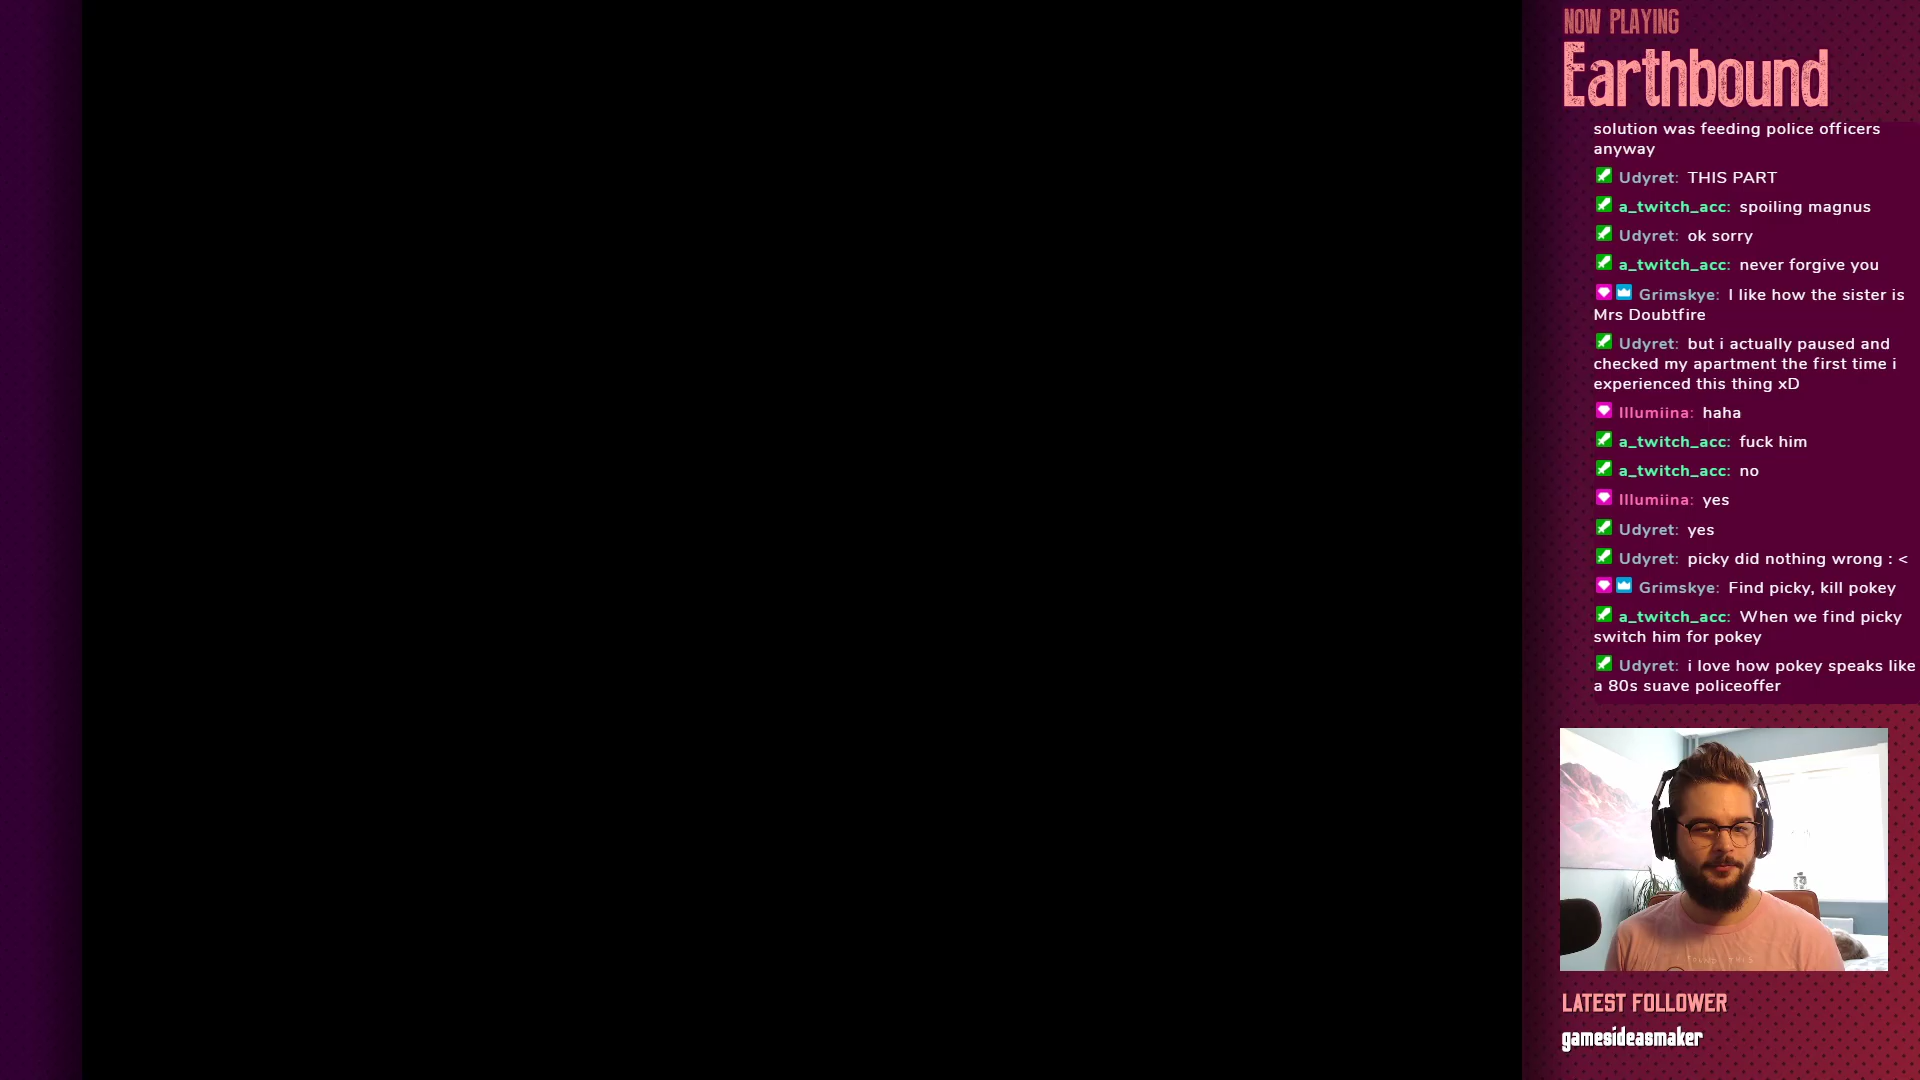 NOW PLAYING
Earthbound
solution was feeding police officers
anyway
Udyret: THIS PART
a_twitch_acc: spoiling magnus
Udyret: ok sorry
a_twitch_acc: never forgive you
Grimskye: I like how the sister is
Mrs Doubtfire
Udyret: but i actually paused and
checked my apartment the first time i
experienced this thing xD
Illumiina: haha
a_twitch_acc: fuck him
a_twitch_acc: no
Illumiina: yes
Udyret: yes
Udyret: picky did nothing wrong : <
Grimskye: Find picky, kill pokey
a_twitch_acc: When we find picky
switch him for pokey
Udyret: i love how pokey speaks like
a 80s suave policeoffer
LATEST FOLLOWER
gamesideasmaker